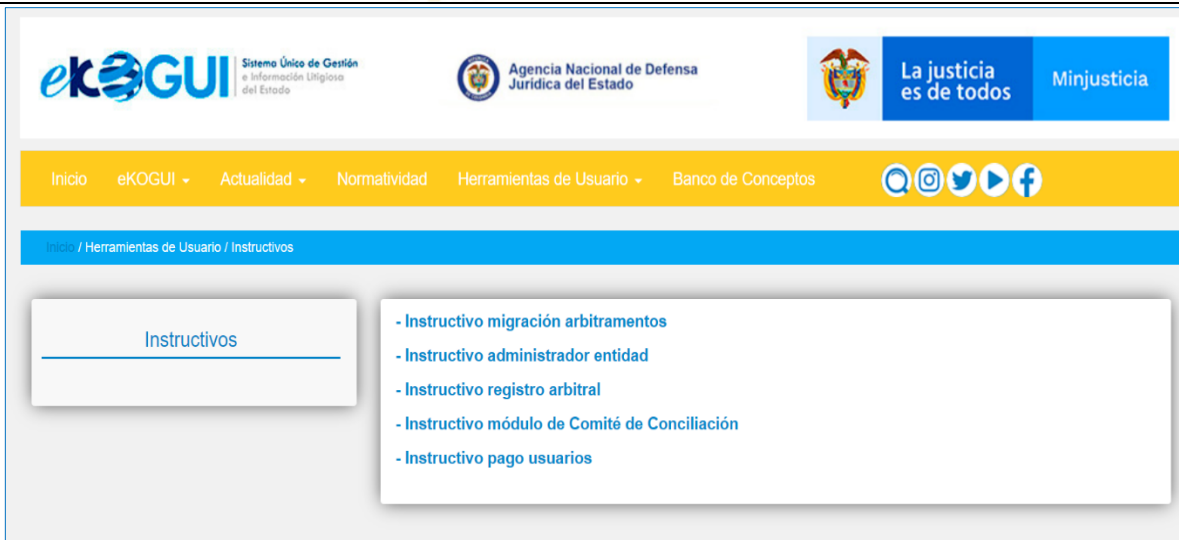 eKOGUI
Sistema Único de Gestión
e Información Litigiosa
del Estado
Agencia Nacional de Defensa
Jurídica del Estado
La justicia
es de todos
Minjusticia
Inicio eKOGUI Actualidad Normatividad Herramientas de Usuario Banco de Conceptos
Inicio / Herramientas de Usuario / Instructivos
Instructivos
- Instructivo migración arbitramentos
- Instructivo administrador entidad
- Instructivo registro arbitral
- Instructivo módulo de Comité de Conciliación
- Instructivo pago usuarios